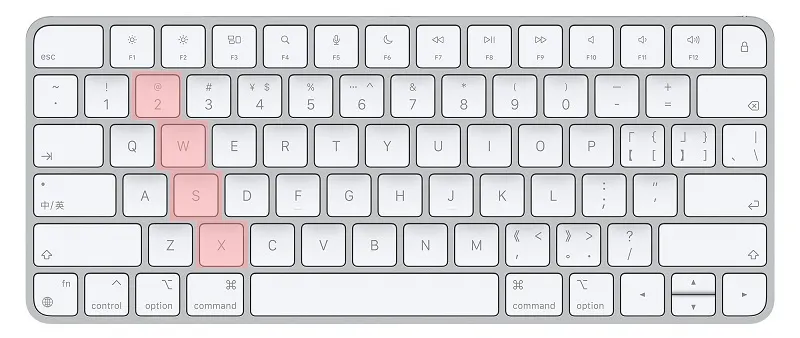 esc F1 F2 F3 F4 F5 F6 F7 F8 F9 F10 F11 F12
~ · ! 1 @ 2 # 3 ¥ $ 4 % 5 … ^ 6 & 7 * 8 ( 9 ) 0 — - + =
Q W E R T Y U I O P 「 { 【 [ 」 } 】 ] | 、 \
中/英 A S D F G H J K L : ; " '
Z X C V B N M 《 < , 》 > 。 . ? /
fn control option command command option